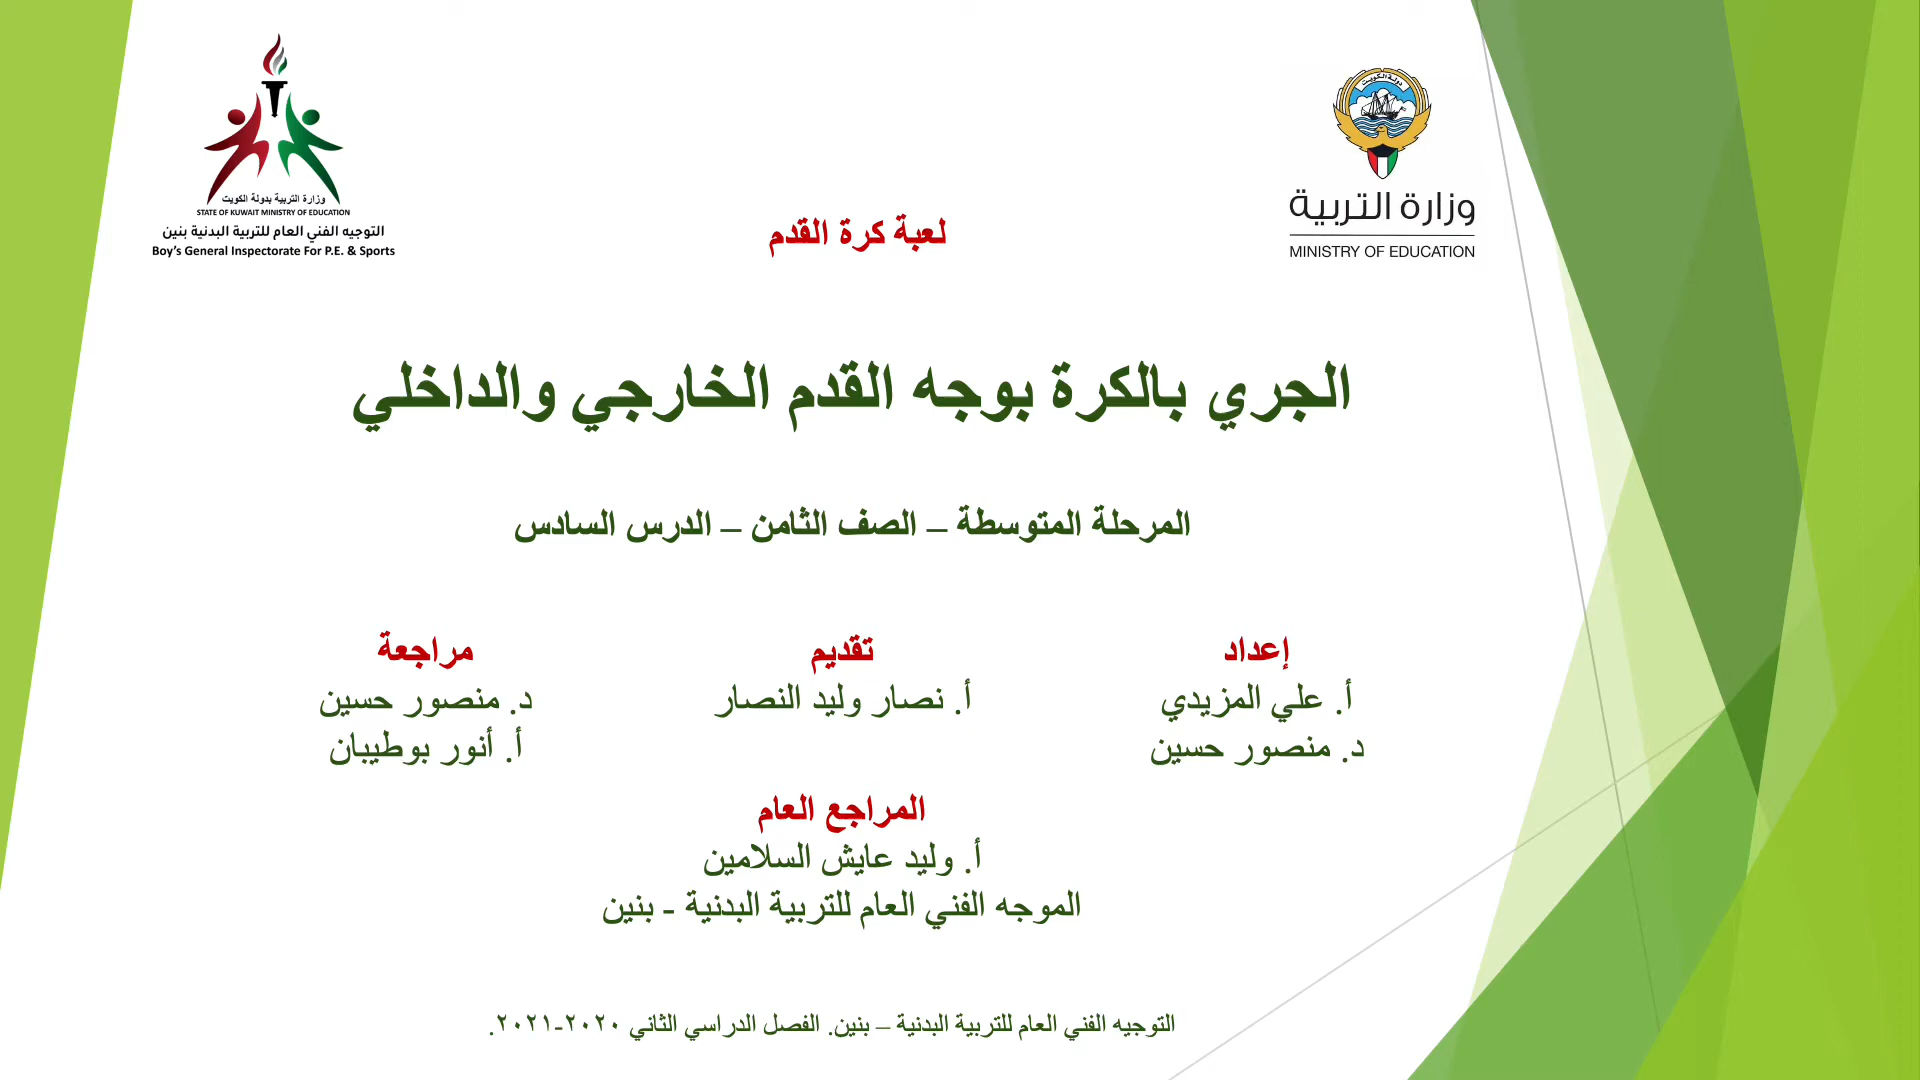 دولة الكويت
وزارة التربية
MINISTRY OF EDUCATION
وزارة التربية بدولة الكويت
STATE OF KUWAIT MINISTRY OF EDUCATION
التوجيه الفني العام للتربية البدنية بنين
Boy's General Inspectorate For P.E. & Sports
لعبة كرة القدم
الجري بالكرة بوجه القدم الخارجي والداخلي
المرحلة المتوسطة – الصف الثامن – الدرس السادس
إعداد
أ. علي المزيدي
د. منصور حسين
تقديم
أ. نصار وليد النصار
مراجعة
د. منصور حسين
أ. أنور بوطيبان
المراجع العام
أ. وليد عايش السلامين
الموجه الفني العام للتربية البدنية - بنين
التوجيه الفني العام للتربية البدنية – بنين. الفصل الدراسي الثاني ٢٠٢٠-٢٠٢١.